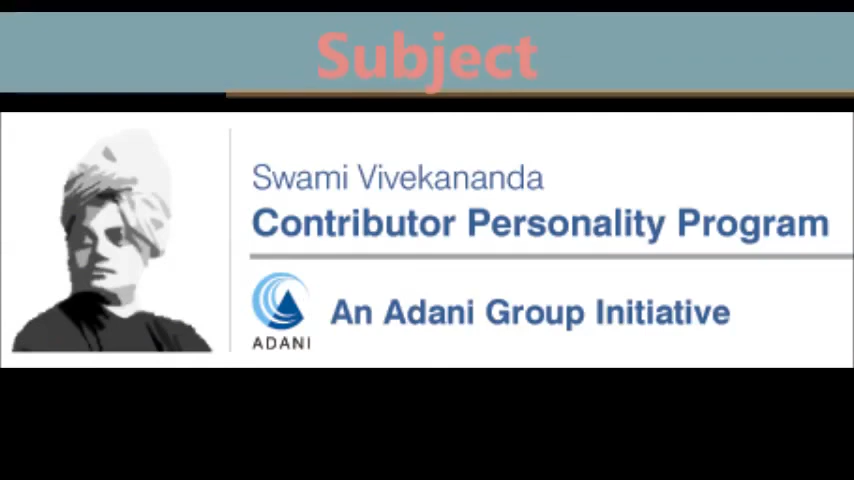 Subject
Swami Vivekananda
Contributor Personality Program
An Adani Group Initiative
ADANI